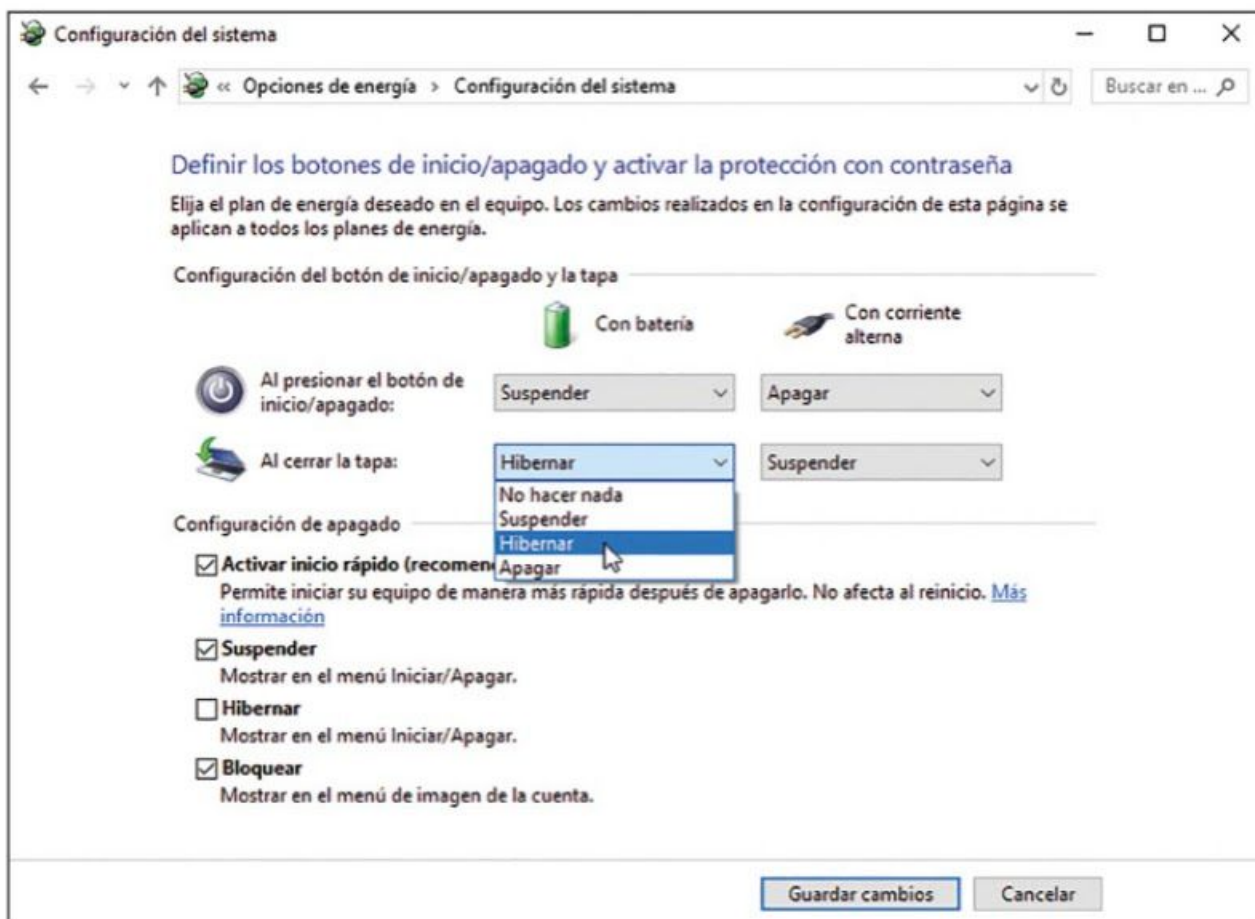 Configuración del sistema
« Opciones de energía › Configuración del sistema
Buscar en ...
Definir los botones de inicio/apagado y activar la protección con contraseña
Elija el plan de energía deseado en el equipo. Los cambios realizados en la configuración de esta página se
aplican a todos los planes de energía.
Configuración del botón de inicio/apagado y la tapa
Con batería
Con corriente
alterna
Al presionar el botón de
inicio/apagado:
Suspender
Apagar
Al cerrar la tapa:
Hibernar
Suspender
No hacer nada
Suspender
Hibernar
Apagar
Configuración de apagado
Activar inicio rápido (recomen
Permite iniciar su equipo de manera más rápida después de apagarlo. No afecta al reinicio. Más
información
Suspender
Mostrar en el menú Iniciar/Apagar.
Hibernar
Mostrar en el menú Iniciar/Apagar.
Bloquear
Mostrar en el menú de imagen de la cuenta.
Guardar cambios
Cancelar